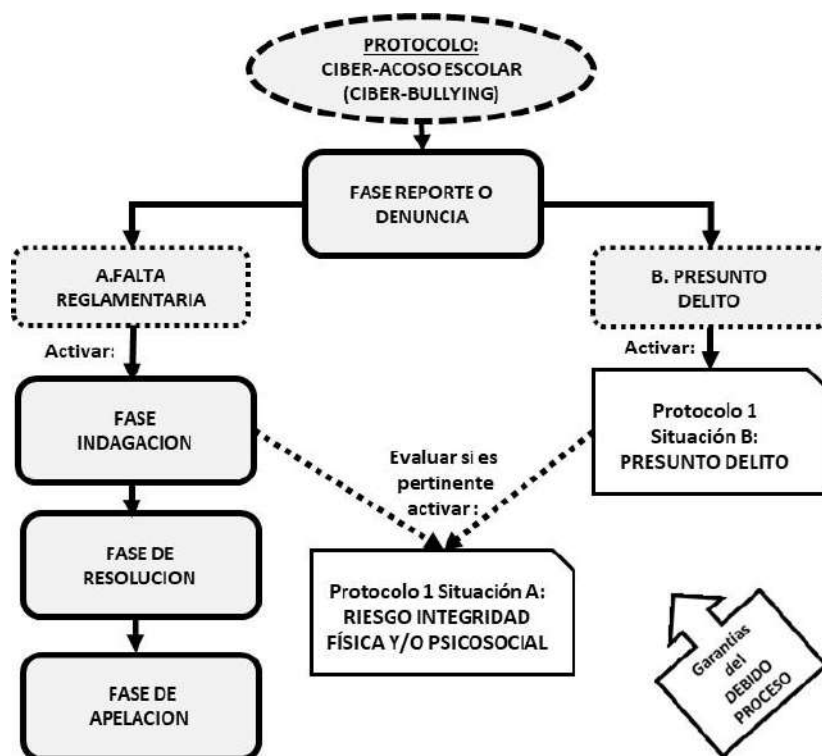 PROTOCOLO:
CIBER-ACOSO ESCOLAR
(CIBER-BULLYING)
FASE REPORTE O
DENUNCIA
A.FALTA
REGLAMENTARIA
B. PRESUNTO
DELITO
Activar:
Activar:
FASE
INDAGACION
Protocolo 1
Situación B:
PRESUNTO DELITO
Evaluar si es
pertinente
activar :
FASE DE
RESOLUCION
Protocolo 1 Situación A:
RIESGO INTEGRIDAD
FÍSICA Y/O PSICOSOCIAL
FASE DE
APELACION
Garantías
del
DEBIDO
PROCESO